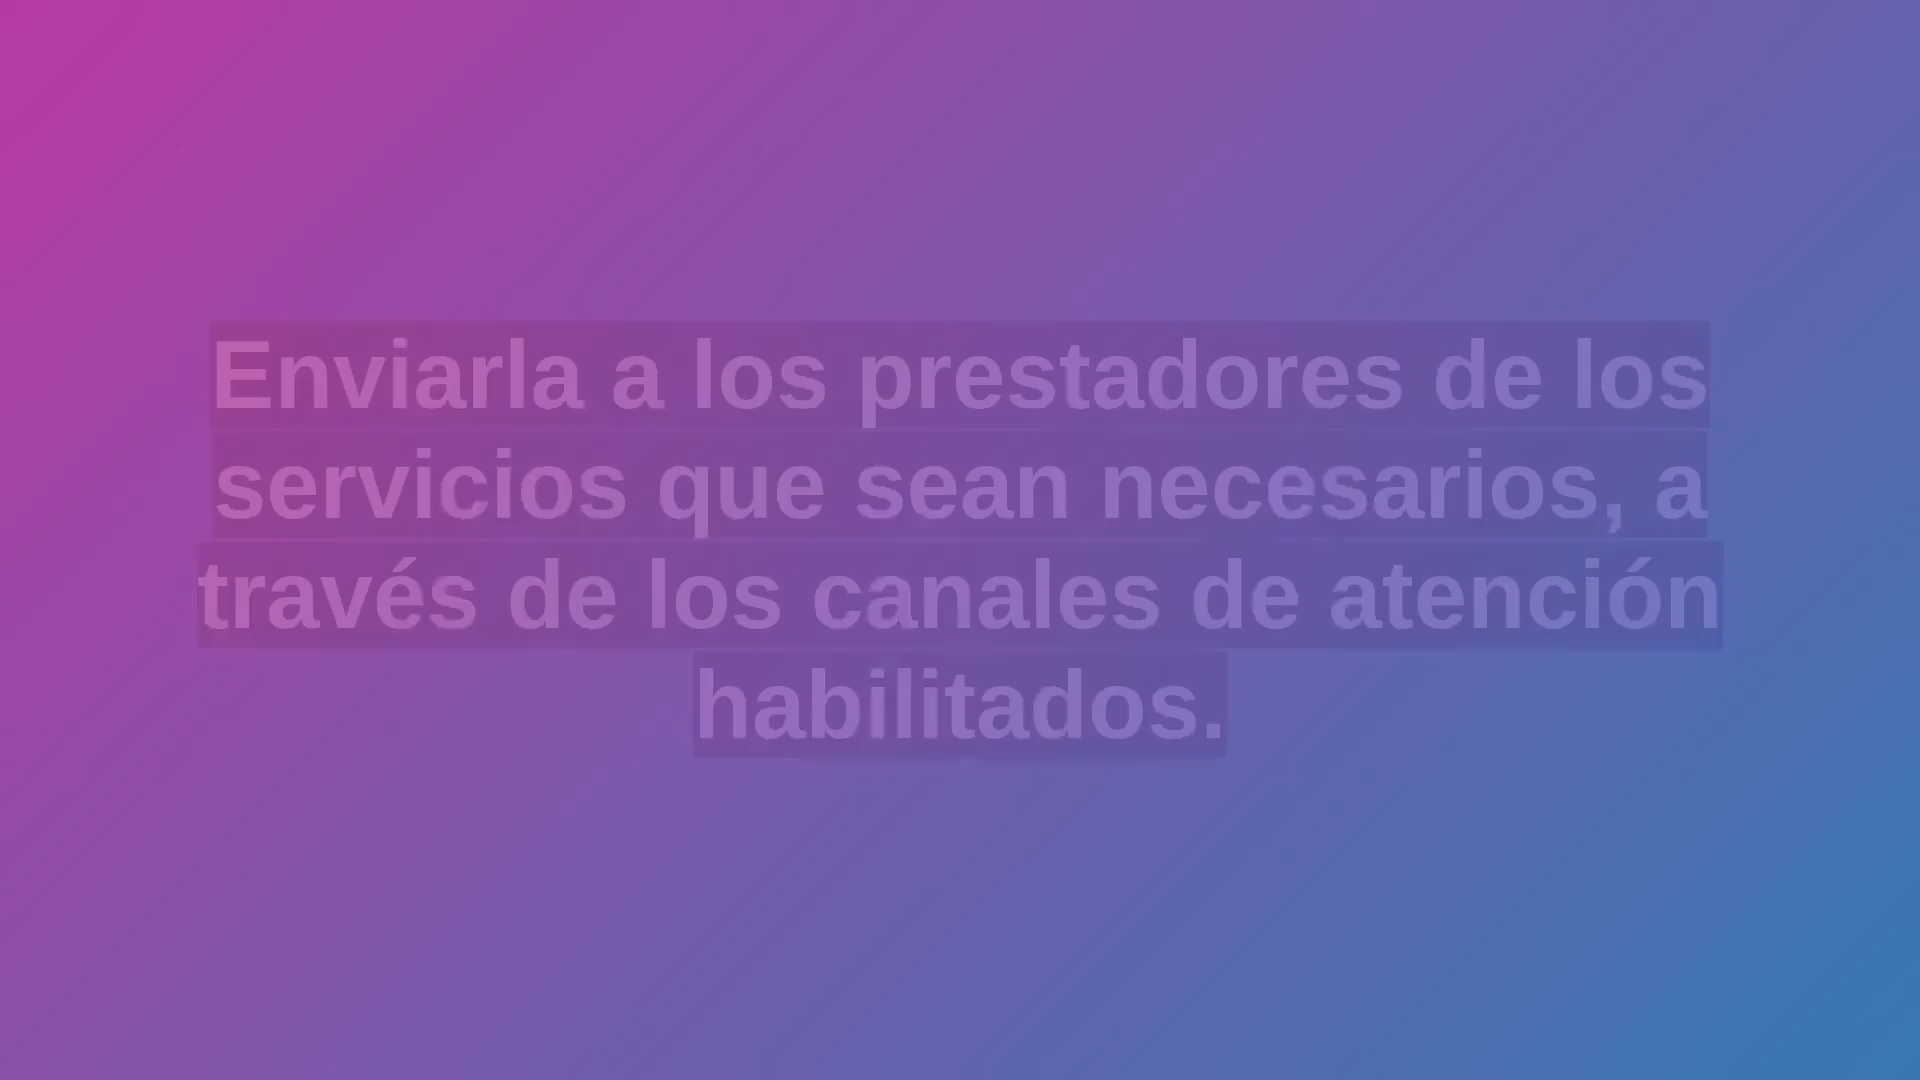 Enviarla a los prestadores de los
servicios que sean necesarios, a
través de los canales de atención
habilitados.